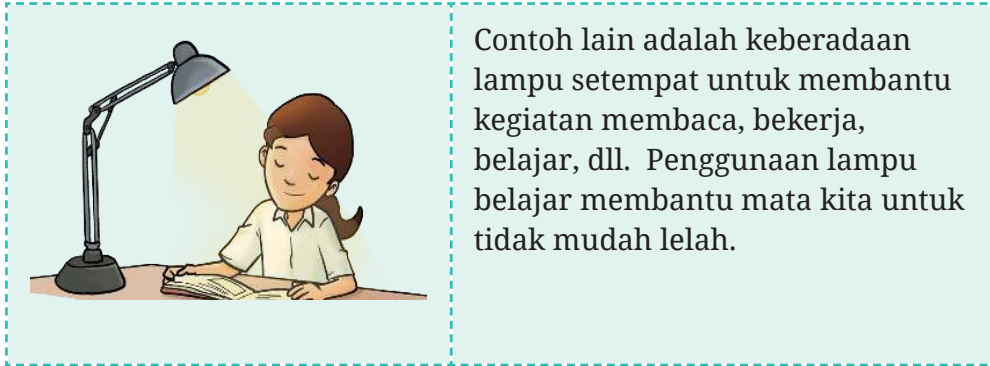 Contoh lain adalah keberadaan
lampu setempat untuk membantu
kegiatan membaca, bekerja,
belajar, dll.  Penggunaan lampu
belajar membantu mata kita untuk
tidak mudah lelah.